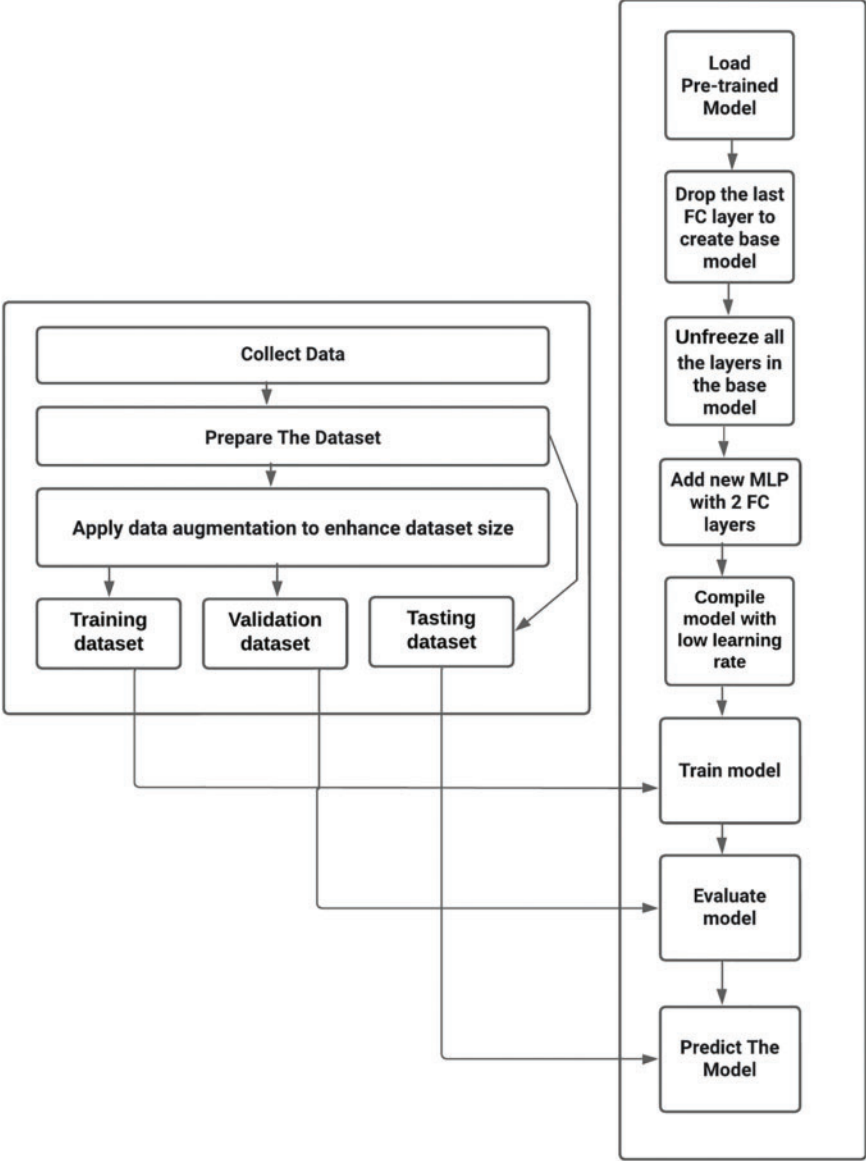 Load
Pre-trained
Model
Drop the last
FC layer to
create base
model
Unfreeze all
the layers in
the base
model
Add new MLP
with 2 FC
layers
Compile
model with
low learning
rate
Train model
Evaluate
model
Predict The
Model
Collect Data
Prepare The Dataset
Apply data augmentation to enhance dataset size
Training
dataset
Validation
dataset
Tasting
dataset